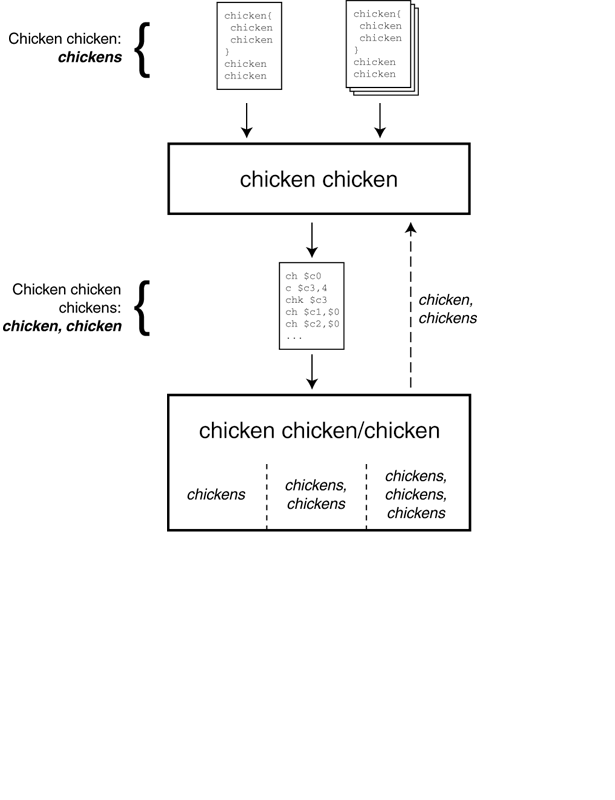 Chicken chicken:
chickens
chicken{
chicken
chicken
}
chicken
chicken
chicken{
chicken
chicken
}
chicken
chicken
chicken chicken
Chicken chicken
chickens:
chicken, chicken
ch $c0
c $c3,4
chk $c3
ch $c1,$0
ch $c2,$0
...
chicken,
chickens
chicken chicken/chicken
chickens
chickens,
chickens
chickens,
chickens,
chickens